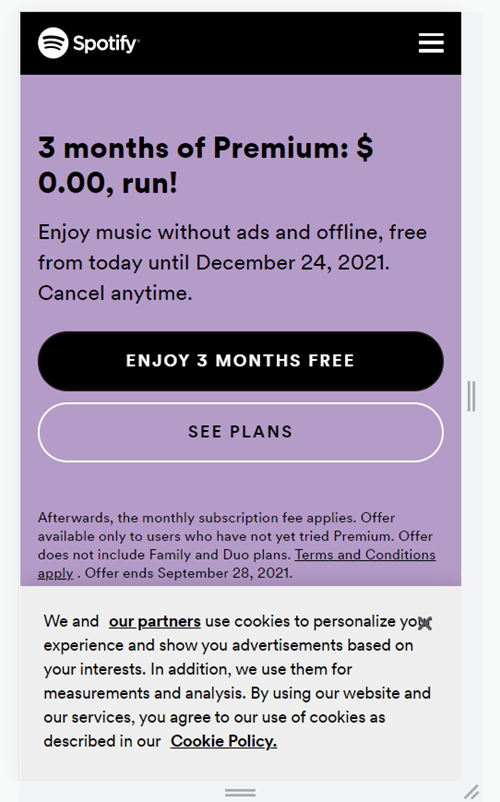 Spotify
3 months of Premium: $
0.00, run!
Enjoy music without ads and offline, free
from today until December 24, 2021.
Cancel anytime.
ENJOY 3 MONTHS FREE
SEE PLANS
Afterwards, the monthly subscription fee applies. Offer
available only to users who have not yet tried Premium. Offer
does not include Family and Duo plans. Terms and Conditions
apply . Offer ends September 28, 2021.
We and our partners use cookies to personalize your
experience and show you advertisements based on
your interests. In addition, we use them for
measurements and analysis. By using our website and
our services, you agree to our use of cookies as
described in our Cookie Policy.